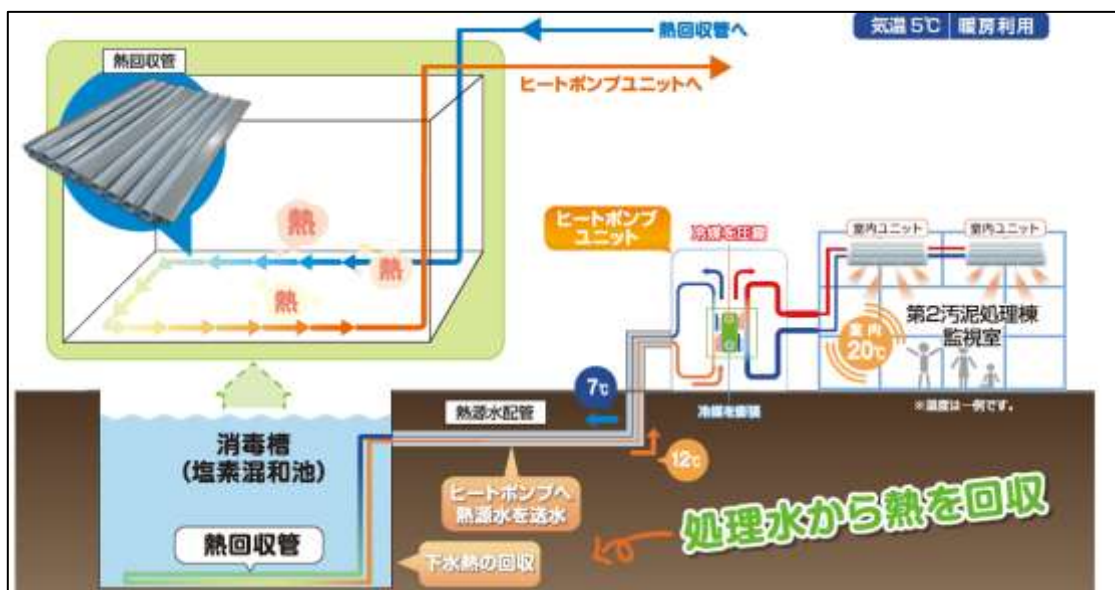 熱回収管へ
気温5℃ 暖房利用
熱回収管
ヒートポンプユニットへ
熱
熱
熱
ヒートポンプ
ユニット
冷媒を圧縮
室内ユニット
室内ユニット
第2汚泥処理棟
監視室
室内
20℃
7℃
※温度は一例です。
熱源水配管
冷媒を膨張
消毒槽
(塩素混和池)
12℃
ヒートポンプへ
熱源水を送水
処理水から熱を回収
熱回収管
下水熱の回収